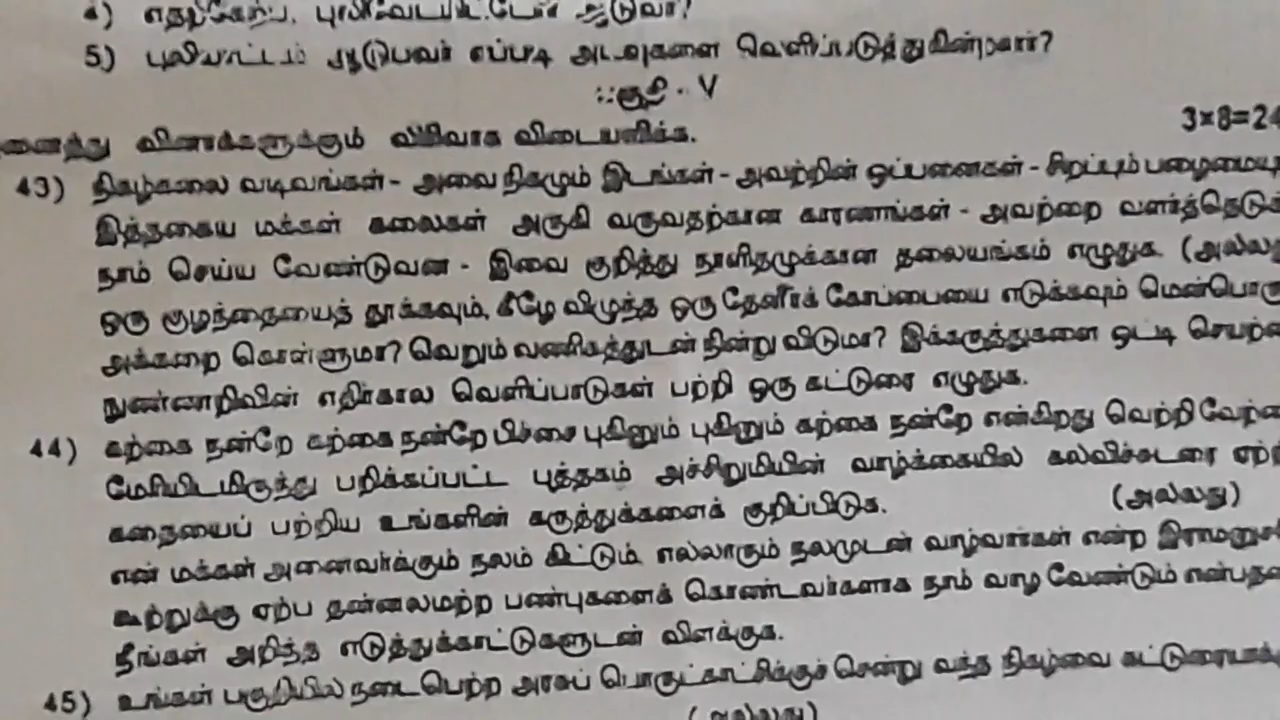 5) புலியாட்டம் ஆடுபவர் எப்படி அடவுகளை வெளிப்படுத்துகின்றனர்?
V
வினாக்களுக்கும் விரிவாக விடையளிக்க.
3×8=24
43) நிகழ்கலை வடிவங்கள் - அவை நிகழும் இடங்கள் - அவற்றின் ஒப்பனைகள் - சிறப்பும் பழைமையு
இத்தகைய மக்கள் கலைகள் அருகி வருவதற்கான காரணங்கள் - அவற்றை வளர்த்தெடுக்
நாம் செய்ய வேண்டுவன - இவை குறித்து நாளிதழுக்கான தலையங்கம் எழுதுக. (அல்லது
ஒரு குழந்தையைத் தூக்கவும், கீழே விழுந்த ஒரு தேனீர்க் கோப்பையை எடுக்கவும் மென்பொரு
அக்கறை கொள்ளுமா? வெறும் வணிகத்துடன் நின்று விடுமா? இக்கருத்துகளை ஒட்டி செயற்
நுண்ணறிவின் எதிர்கால வெளிப்பாடுகள் பற்றி ஒரு கட்டுரை எழுதுக.
44) கற்கை நன்றே கற்கை நன்றே பிச்சை புகினும் புகினும் கற்கை நன்றே என்கிறது வெற்றி வேற்
மேரியிடமிருந்து பறிக்கப்பட்ட புத்தகம் அச்சிறுமியின் வாழ்க்கையில் கல்விச்சுடரை ஏற்றி
கதையைப் பற்றிய உங்களின் கருத்துக்களைக் குறிப்பிடுக. (அல்லது)
என் மக்கள் அனைவர்க்கும் நலம் கிட்டும் எல்லாரும் நலமுடன் வாழ்வார்கள் என்ற இராமனுச
கூற்றுக்கு ஏற்ப தன்னலமற்ற பண்புகளைக் கொண்டவர்களாக நாம் வாழ வேண்டும் என்பதை
நீங்கள் அறிந்த எடுத்துக்காட்டுகளுடன் விளக்குக.
45) உங்கள் பகுதியில் நடைபெற்ற அரசுப் பொருட்காட்சிக்குச் சென்று வந்த நிகழ்வை கட்டுரையாக்கு
(அல்லது)